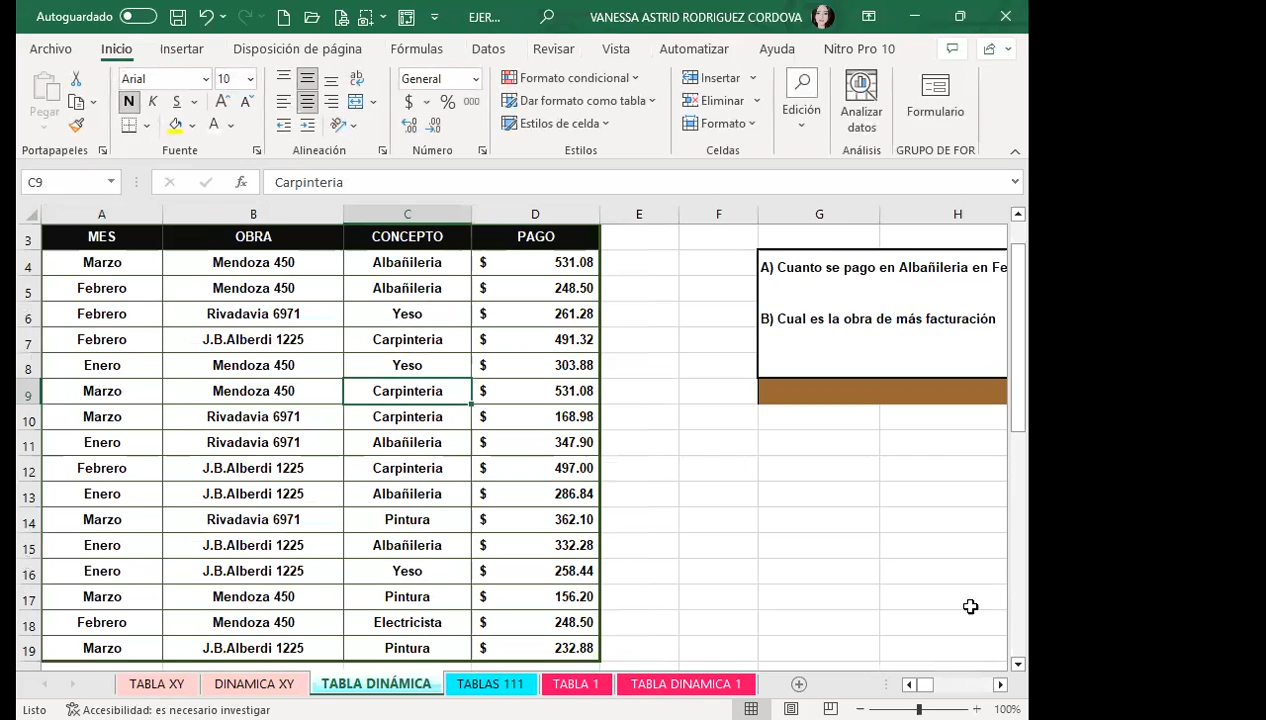 Autoguardado EJER... VANESSA ASTRID RODRIGUEZ CORDOVA
Archivo Inicio Insertar Disposición de página Fórmulas Datos Revisar Vista Automatizar Ayuda Nitro Pro 10
Pegar
Portapapeles
Arial 10
N K S A A
A
Fuente
ab
Alineación
General
$ % 000
Número
Formato condicional
Dar formato como tabla
Estilos de celda
Estilos
Insertar
Eliminar
Formato
Celdas
Edición
Analizar
datos
Análisis
Formulario
GRUPO DE FOR
C9 fx Carpinteria
A B C D E F G H
3 MES OBRA CONCEPTO PAGO
4 Marzo Mendoza 450 Albañileria $ 531.08
5 Febrero Mendoza 450 Albañileria $ 248.50
6 Febrero Rivadavia 6971 Yeso $ 261.28
7 Febrero J.B.Alberdi 1225 Carpinteria $ 491.32
8 Enero Mendoza 450 Yeso $ 303.88
9 Marzo Mendoza 450 Carpinteria $ 531.08
10 Marzo Rivadavia 6971 Carpinteria $ 168.98
11 Enero Rivadavia 6971 Albañileria $ 347.90
12 Febrero J.B.Alberdi 1225 Carpinteria $ 497.00
13 Enero J.B.Alberdi 1225 Albañileria $ 286.84
14 Marzo Rivadavia 6971 Pintura $ 362.10
15 Enero J.B.Alberdi 1225 Albañileria $ 332.28
16 Enero J.B.Alberdi 1225 Yeso $ 258.44
17 Marzo Mendoza 450 Pintura $ 156.20
18 Febrero Mendoza 450 Electricista $ 248.50
19 Marzo J.B.Alberdi 1225 Pintura $ 232.88
A) Cuanto se pago en Albañileria en Fe
B) Cual es la obra de más facturación
TABLA XY DINAMICA XY TABLA DINÁMICA TABLAS 111 TABLA 1 TABLA DINAMICA 1
Listo Accesibilidad: es necesario investigar 100%